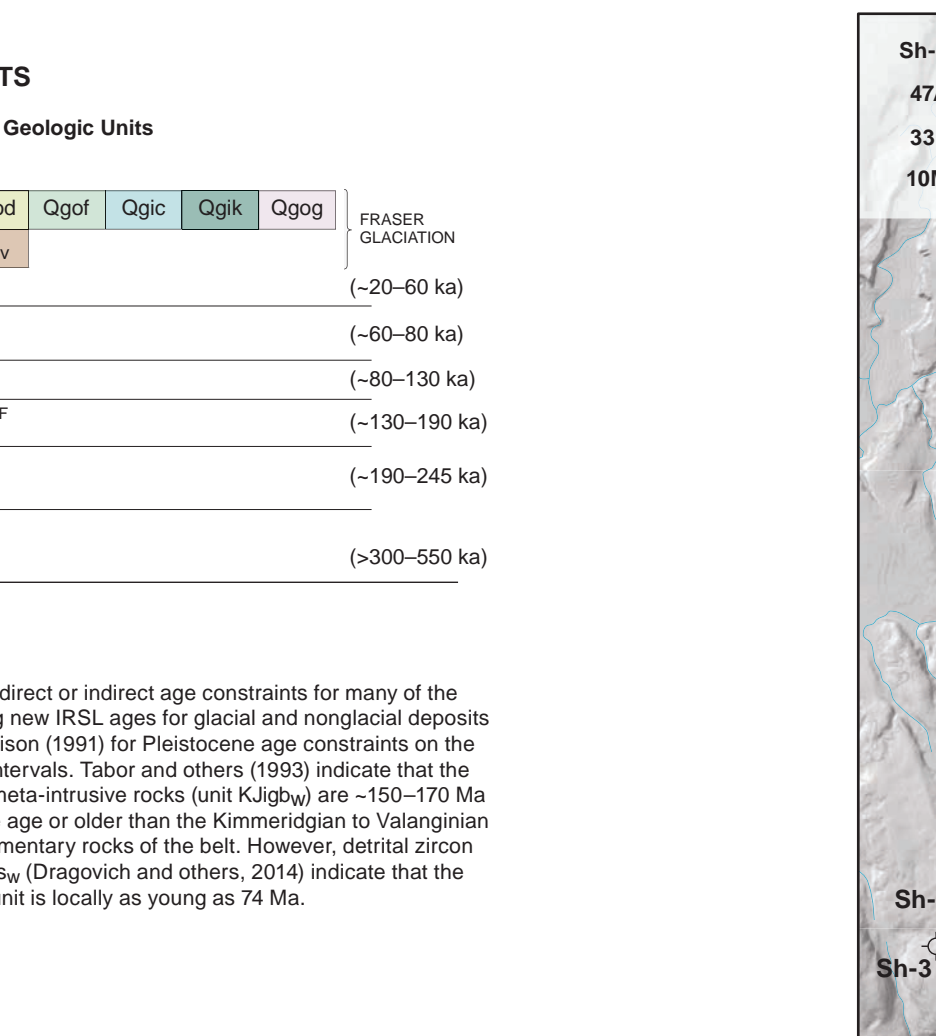 TS
Geologic Units
od Qgof Qgic Qgik Qgog
v
FRASER
GLACIATION
(~20–60 ka)
(~60–80 ka)
(~80–130 ka)
F
(~130–190 ka)
(~190–245 ka)
(>300–550 ka)
direct or indirect age constraints for many of the
g new IRSL ages for glacial and nonglacial deposits
ison (1991) for Pleistocene age constraints on the
ntervals. Tabor and others (1993) indicate that the
neta-intrusive rocks (unit KJigbw) are ~150–170 Ma
age or older than the Kimmeridgian to Valanginian
mentary rocks of the belt. However, detrital zircon
sw (Dragovich and others, 2014) indicate that the
unit is locally as young as 74 Ma.
Sh-
47
33
10
Sh-
Sh-3